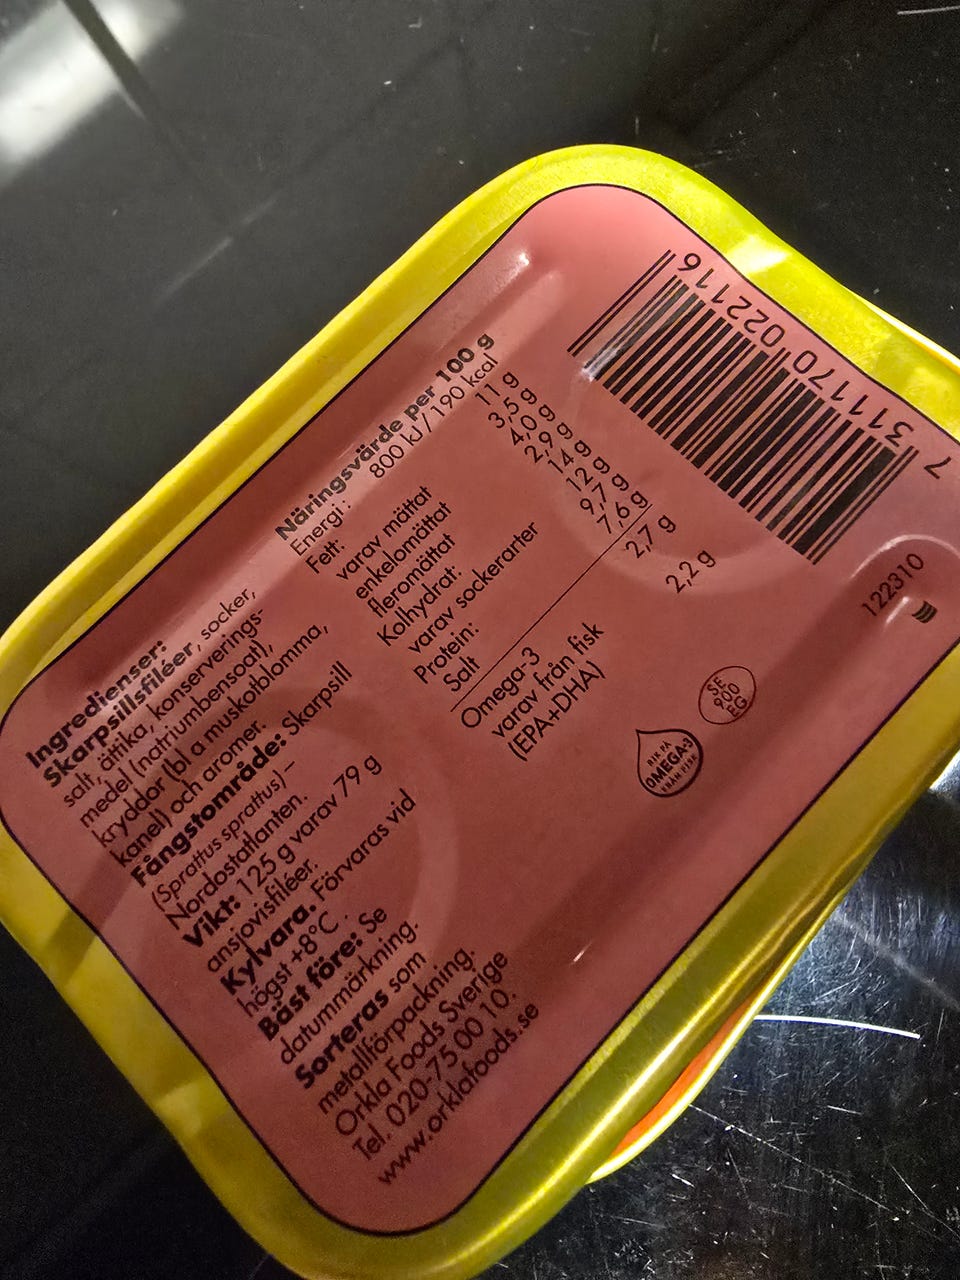 Ingredienser:
Skarpsillsfiléer, socker,
salt, ättika, konserverings-
medel (natriumbensoat),
kryddor (bl a muskotblomma,
kanel) och aromer.
Fångstområde: Skarpsill
(Sprattus sprattus) –
Nordostatlanten.
Vikt: 125 g varav 79 g
ansjovisfiléer.
Kylvara. Förvaras vid
högst +8°C
Bäst före: Se
datummärkning.
Sorteras som
metallförpackning.
Orkla Foods Sverige
Tel. 020-75 00 10.
www.orklafoods.se
Näringsvärde per 100 g
Energi: 800 kJ/190 kcal
Fett: 11 g
varav mättat 3,5 g
enkelomättat 4,0 g
fleromättat 2,9 g
Kolhydrat: 14 g
varav sockerarter 12 g
Protein: 9,7 g
Salt 7,6 g
Omega-3 2,7 g
varav från fisk
(EPA+DHA) 2,2 g
RIK PÅ
OMEGA-3
FRÅN FISK
SE
900
EG
7 311170 022116
122310